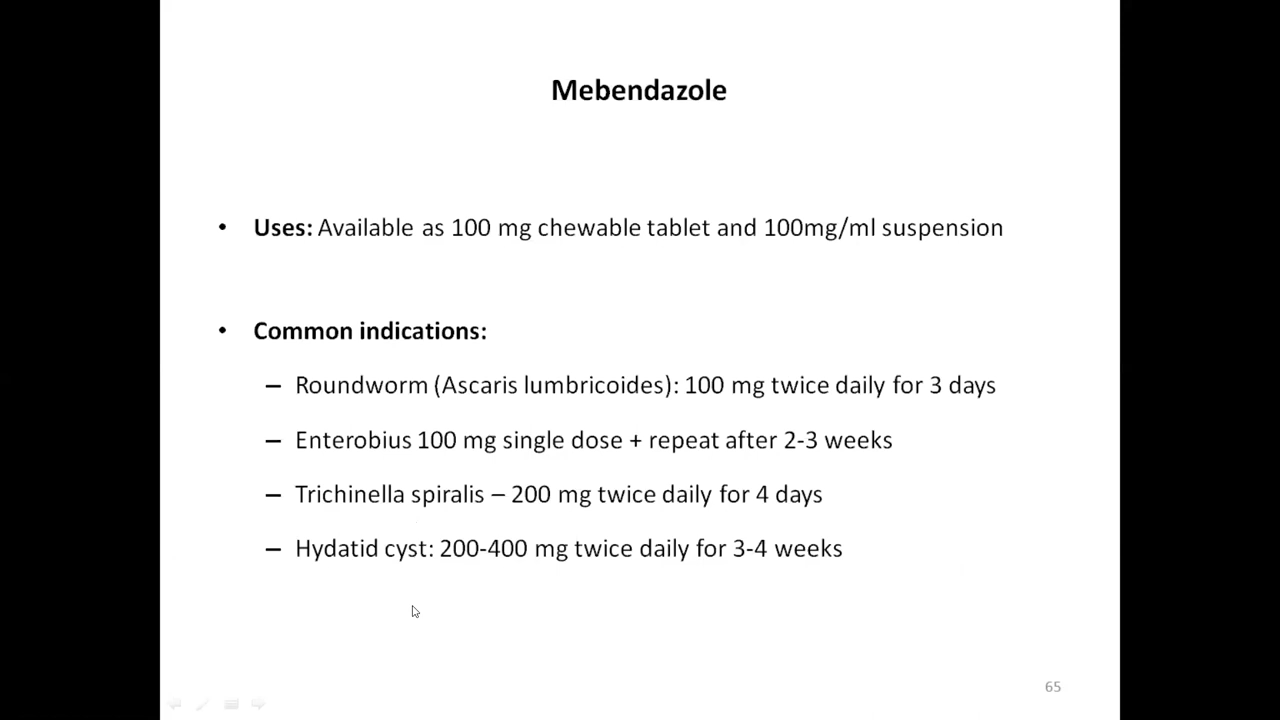 Mebendazole
• Uses: Available as 100 mg chewable tablet and 100mg/ml suspension
• Common indications:
– Roundworm (Ascaris lumbricoides): 100 mg twice daily for 3 days
– Enterobius 100 mg single dose + repeat after 2-3 weeks
– Trichinella spiralis – 200 mg twice daily for 4 days
– Hydatid cyst: 200-400 mg twice daily for 3-4 weeks
65